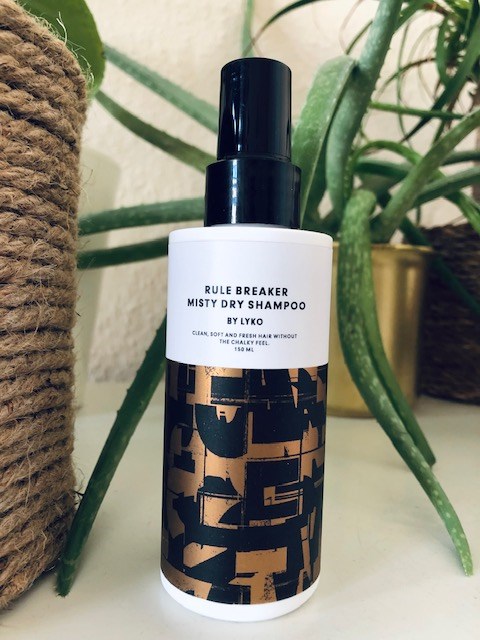 RULE BREAKER
MISTY DRY SHAMPOO
BY LYKO
CLEAN, SOFT AND FRESH HAIR WITHOUT
THE CHALKY FEEL.
150 ML